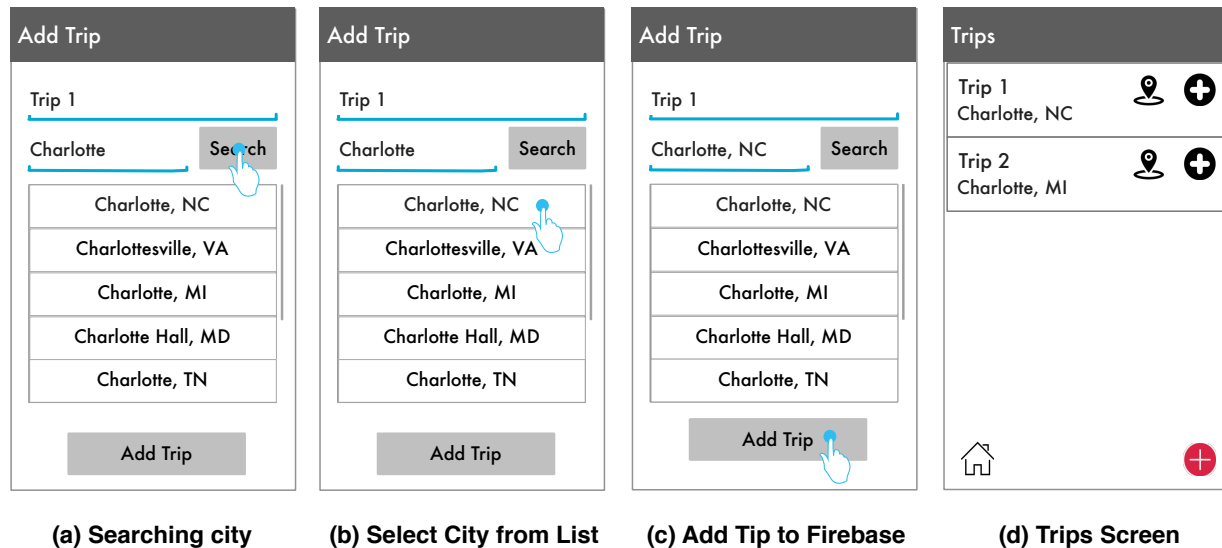 Add Trip
Trip 1
Charlotte
Search
Charlotte, NC
Charlottesville, VA
Charlotte, MI
Charlotte Hall, MD
Charlotte, TN
Add Trip
(a) Searching city
Add Trip
Trip 1
Charlotte
Search
Charlotte, NC
Charlottesville, VA
Charlotte, MI
Charlotte Hall, MD
Charlotte, TN
Add Trip
(b) Select City from List
Add Trip
Trip 1
Charlotte, NC
Search
Charlotte, NC
Charlottesville, VA
Charlotte, MI
Charlotte Hall, MD
Charlotte, TN
Add Trip
(c) Add Tip to Firebase
Trips
Trip 1
Charlotte, NC
Trip 2
Charlotte, MI
(d) Trips Screen